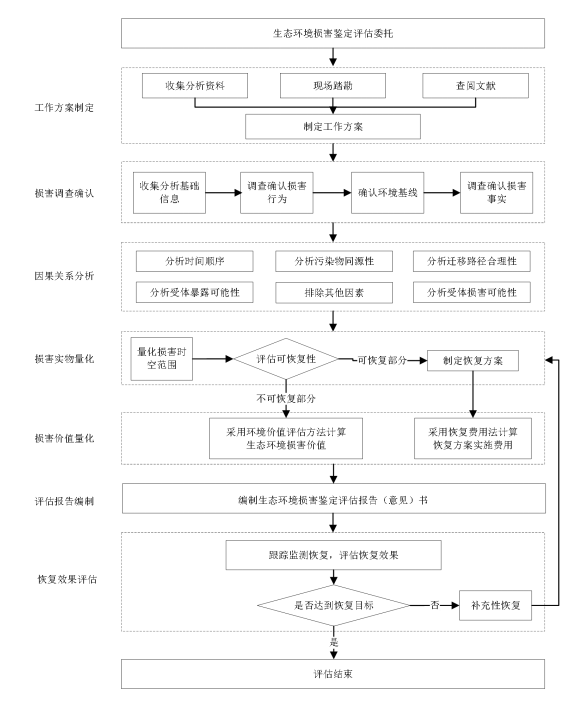 生态环境损害鉴定评估委托
工作方案制定
收集分析资料
现场踏勘
查阅文献
制定工作方案
损害调查确认
收集分析基础
信息
调查确认损害
行为
确认环境基线
调查确认损害
事实
因果关系分析
分析时间顺序
分析污染物同源性
分析迁移路径合理性
分析受体暴露可能性
排除其他因素
分析受体损害可能性
损害实物量化
量化损害时
空范围
评估可恢复性
可恢复部分
制定恢复方案
不可恢复部分
损害价值量化
采用环境价值评估方法计算
生态环境损害价值
采用恢复费用法计算
恢复方案实施费用
评估报告编制
编制生态环境损害鉴定评估报告（意见）书
恢复效果评估
跟踪监测恢复，评估恢复效果
是否达到恢复目标
否
补充性恢复
是
评估结束